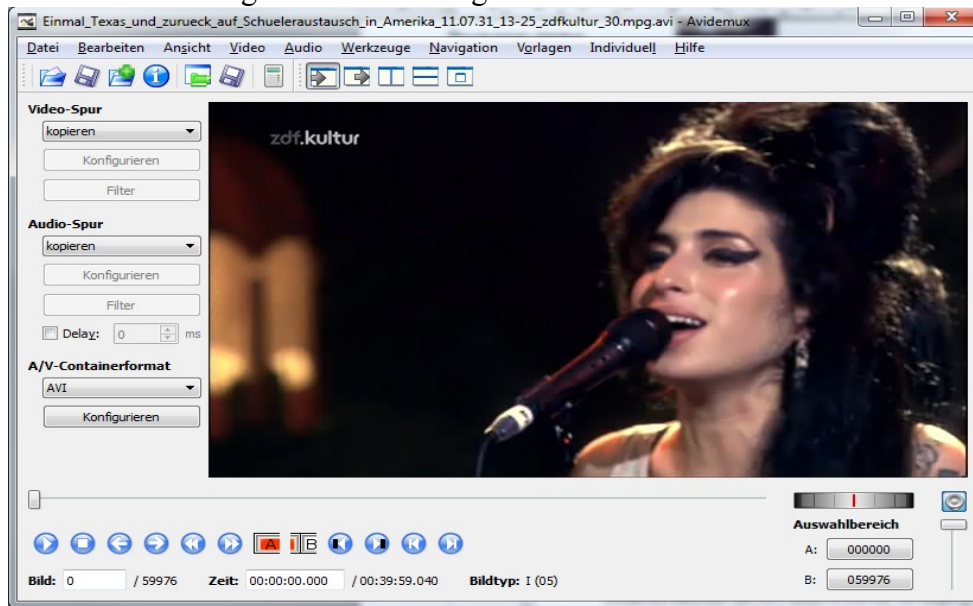 Einmal_Texas_und_zurueck_auf_Schueleraustausch_in_Amerika_11.07.31_13-25_zdfkultur_30.mpg.avi - Avidemux
Datei Bearbeiten Ansicht Video Audio Werkzeuge Navigation Vorlagen Individuell Hilfe
Video-Spur
kopieren
Konfigurieren
Filter
Audio-Spur
kopieren
Konfigurieren
Filter
Delay: 0 ms
A/V-Containerformat
AVI
Konfigurieren
zdf.kultur
A B
Auswahlbereich
A: 000000
B: 059976
Bild: 0 / 59976 Zeit: 00:00:00.000 / 00:39:59.040 Bildtyp: I (05)